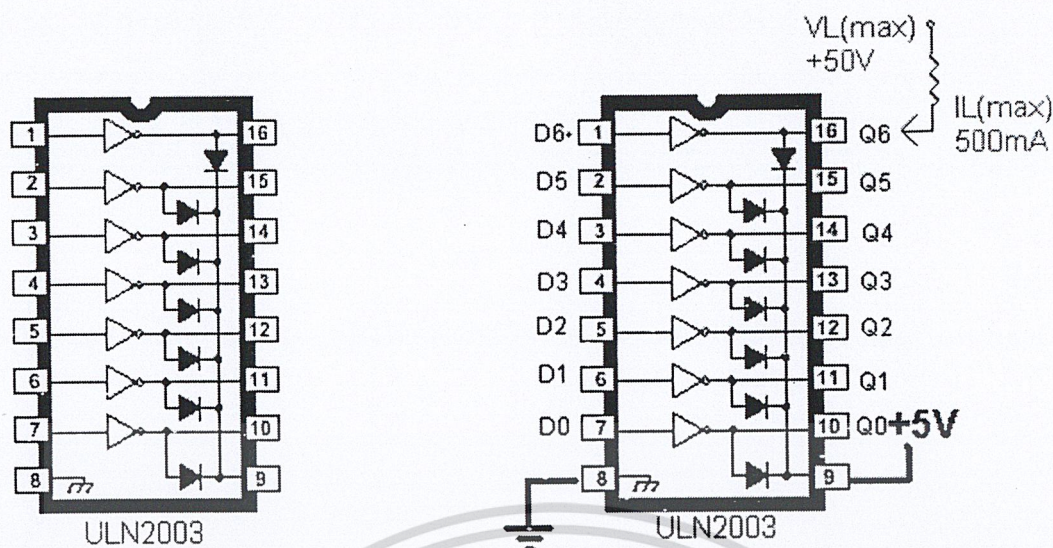 VL(max)
+50V
IL(max)
500mA
1 16
2 15
3 14
4 13
5 12
6 11
7 10
8 9
ULN2003
D6 1 16 Q6
D5 2 15 Q5
D4 3 14 Q4
D3 4 13 Q3
D2 5 12 Q2
D1 6 11 Q1
D0 7 10 Q0 +5V
8 9
ULN2003